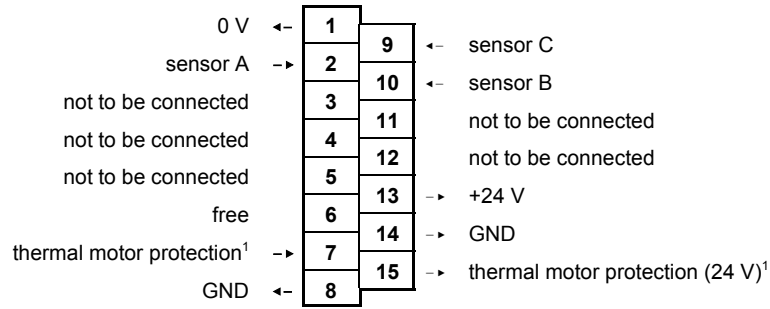 0 V 1
9 sensor C
sensor A 2
10 sensor B
not to be connected 3
11 not to be connected
not to be connected 4
12 not to be connected
not to be connected 5
13 +24 V
free 6
14 GND
thermal motor protection¹ 7
15 thermal motor protection (24 V)¹
GND 8